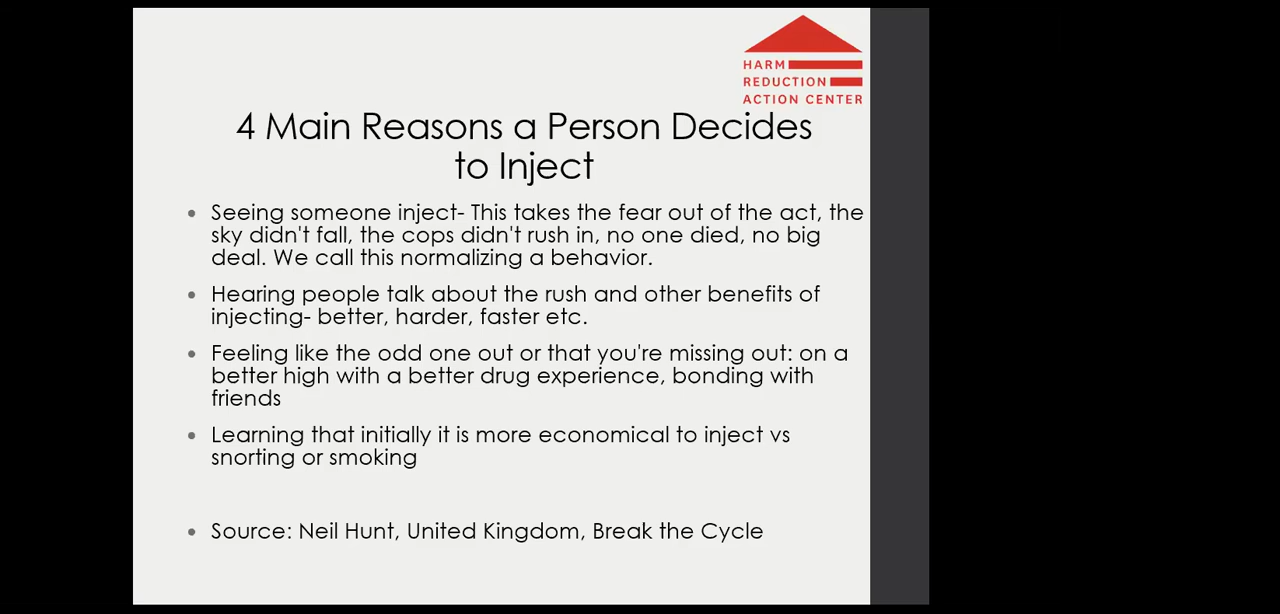 HARM
REDUCTION
ACTION CENTER
4 Main Reasons a Person Decides
to Inject
• Seeing someone inject- This takes the fear out of the act, the
sky didn't fall, the cops didn't rush in, no one died, no big
deal. We call this normalizing a behavior.
• Hearing people talk about the rush and other benefits of
injecting- better, harder, faster etc.
• Feeling like the odd one out or that you're missing out: on a
better high with a better drug experience, bonding with
friends
• Learning that initially it is more economical to inject vs
snorting or smoking
• Source: Neil Hunt, United Kingdom, Break the Cycle